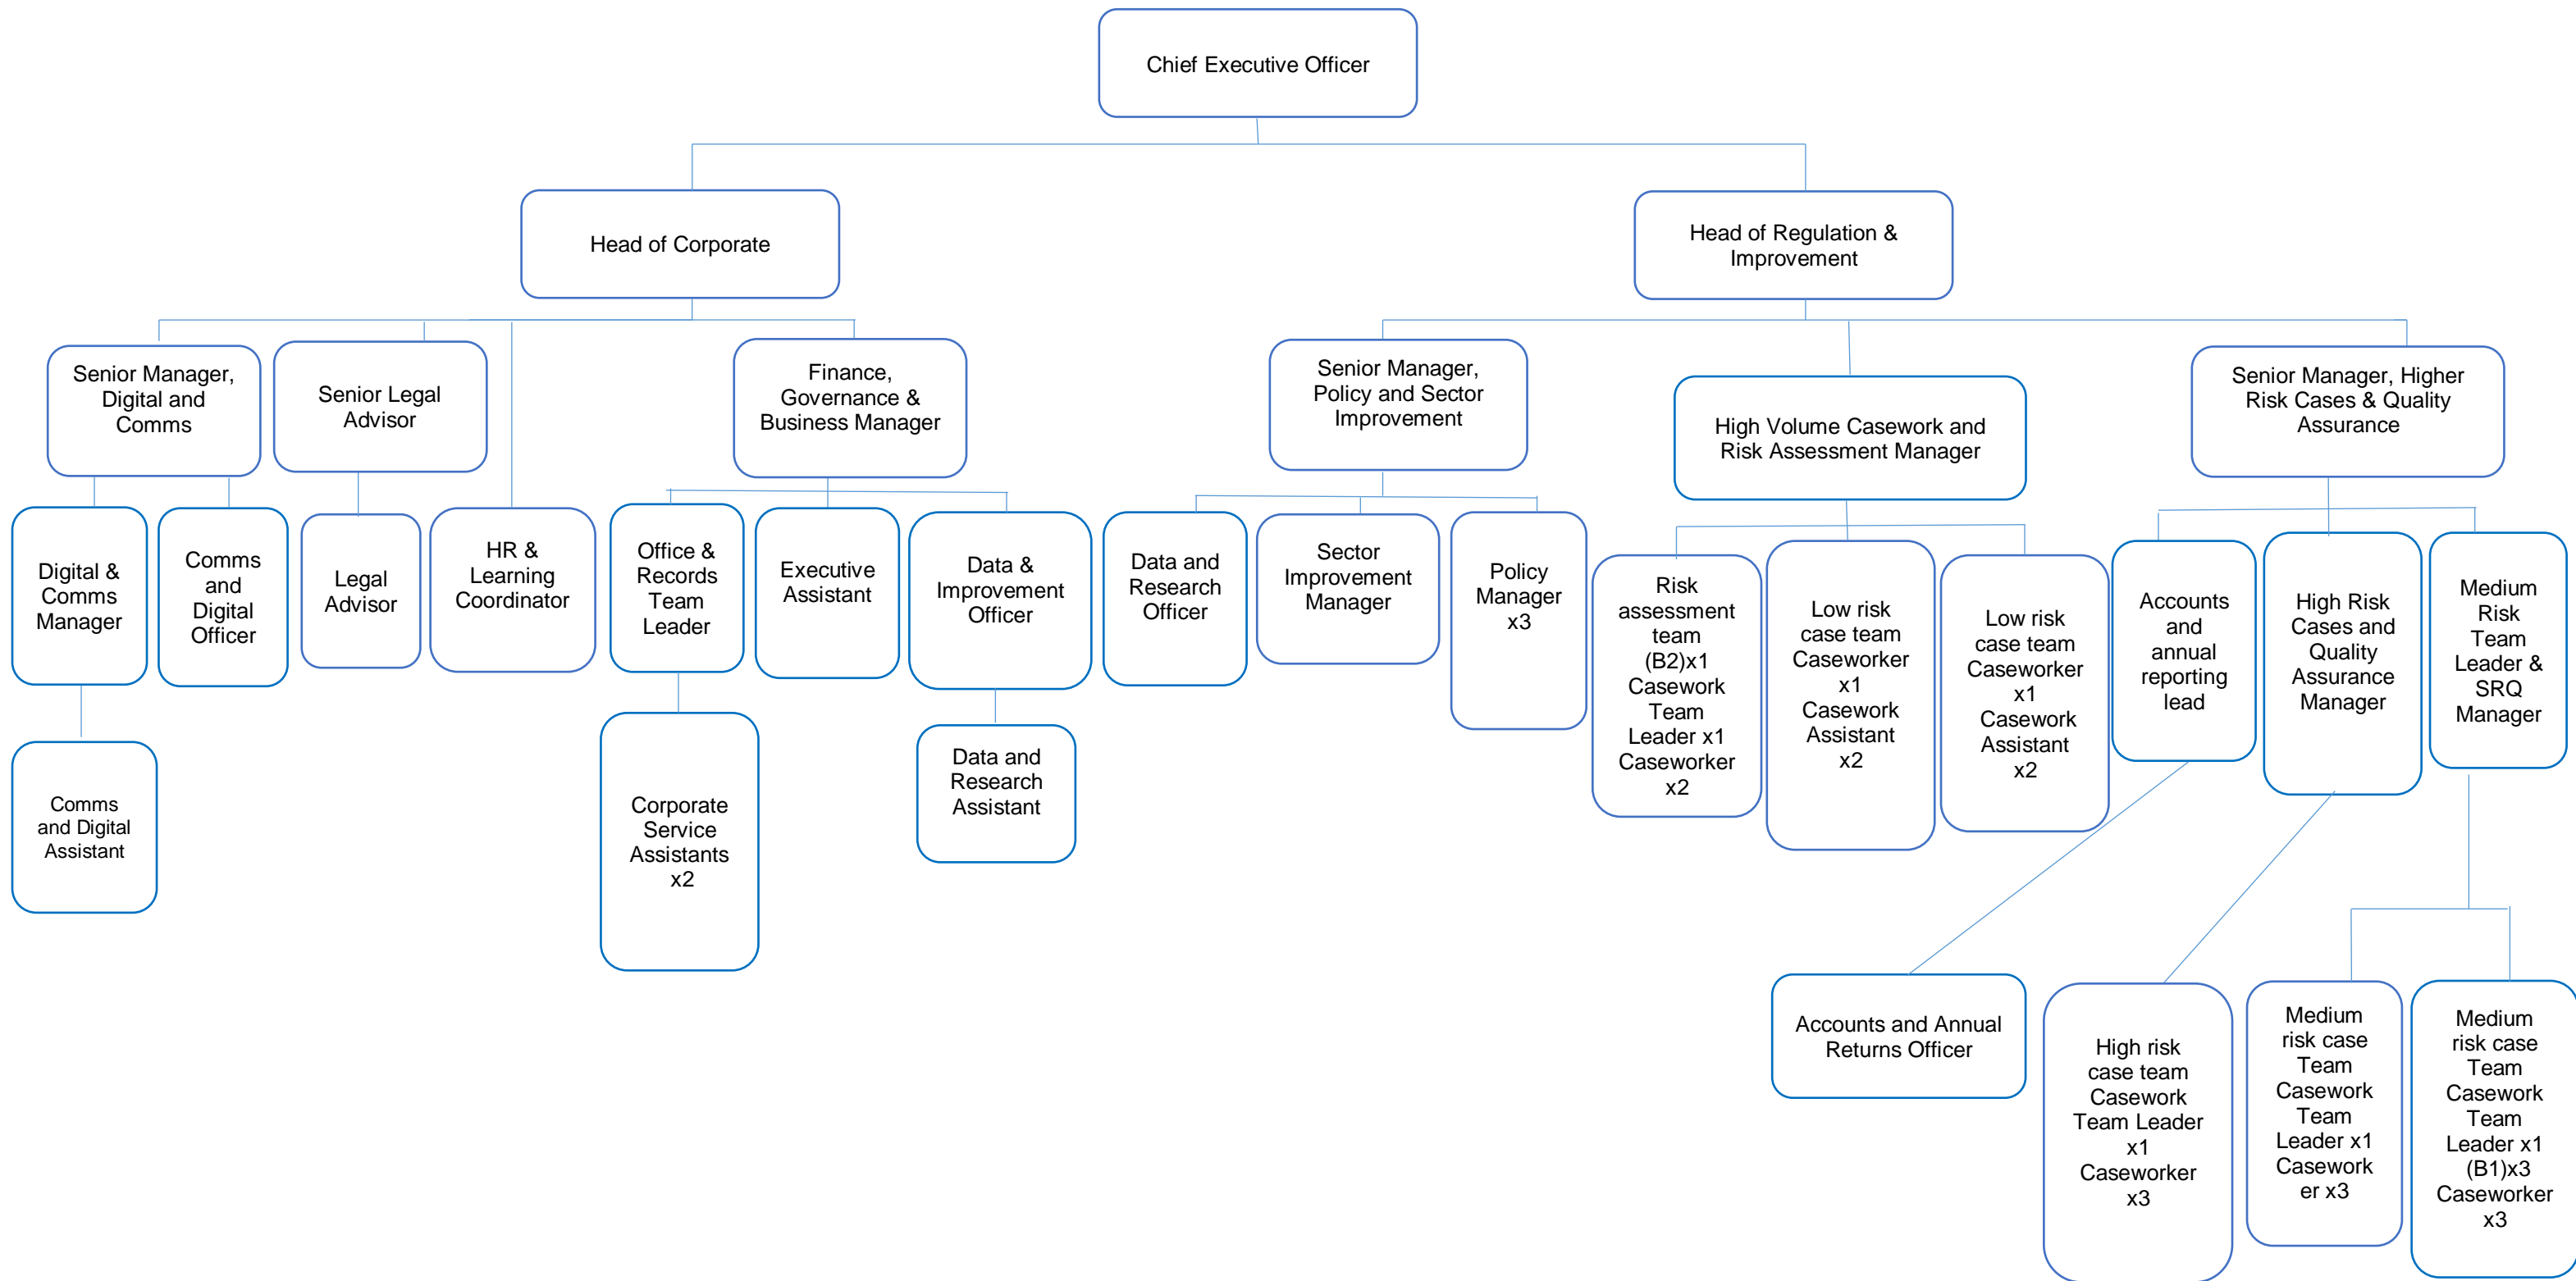 Chief Executive Officer
Head of Corporate
Head of Regulation &
Improvement
Senior Manager,
Digital and
Comms
Senior Legal
Advisor
Finance,
Governance &
Business Manager
Senior Manager,
Policy and Sector
Improvement
High Volume Casework and
Risk Assessment Manager
Senior Manager, Higher
Risk Cases & Quality
Assurance
Digital &
Comms
Manager
Comms
and
Digital
Officer
Legal
Advisor
HR &
Learning
Coordinator
Office &
Records
Team
Leader
Executive
Assistant
Data &
Improvement
Officer
Data and
Research
Officer
Sector
Improvement
Manager
Policy
Manager
x3
Risk
assessment
team
(B2)x1
Casework
Team
Leader x1
Caseworker
x2
Low risk
case team
Caseworker
x1
Casework
Assistant
x2
Low risk
case team
Caseworker
x1
Casework
Assistant
x2
Accounts
and
annual
reporting
lead
High Risk
Cases and
Quality
Assurance
Manager
Medium
Risk
Team
Leader &
SRQ
Manager
Comms
and Digital
Assistant
Corporate
Service
Assistants
x2
Data and
Research
Assistant
Accounts and Annual
Returns Officer
High risk
case team
Casework
Team Leader
x1
Caseworker
x3
Medium
risk case
Team
Casework
Team
Leader x1
Casework
er x3
Medium
risk case
Team
Casework
Team
Leader x1
(B1)x3
Caseworker
x3